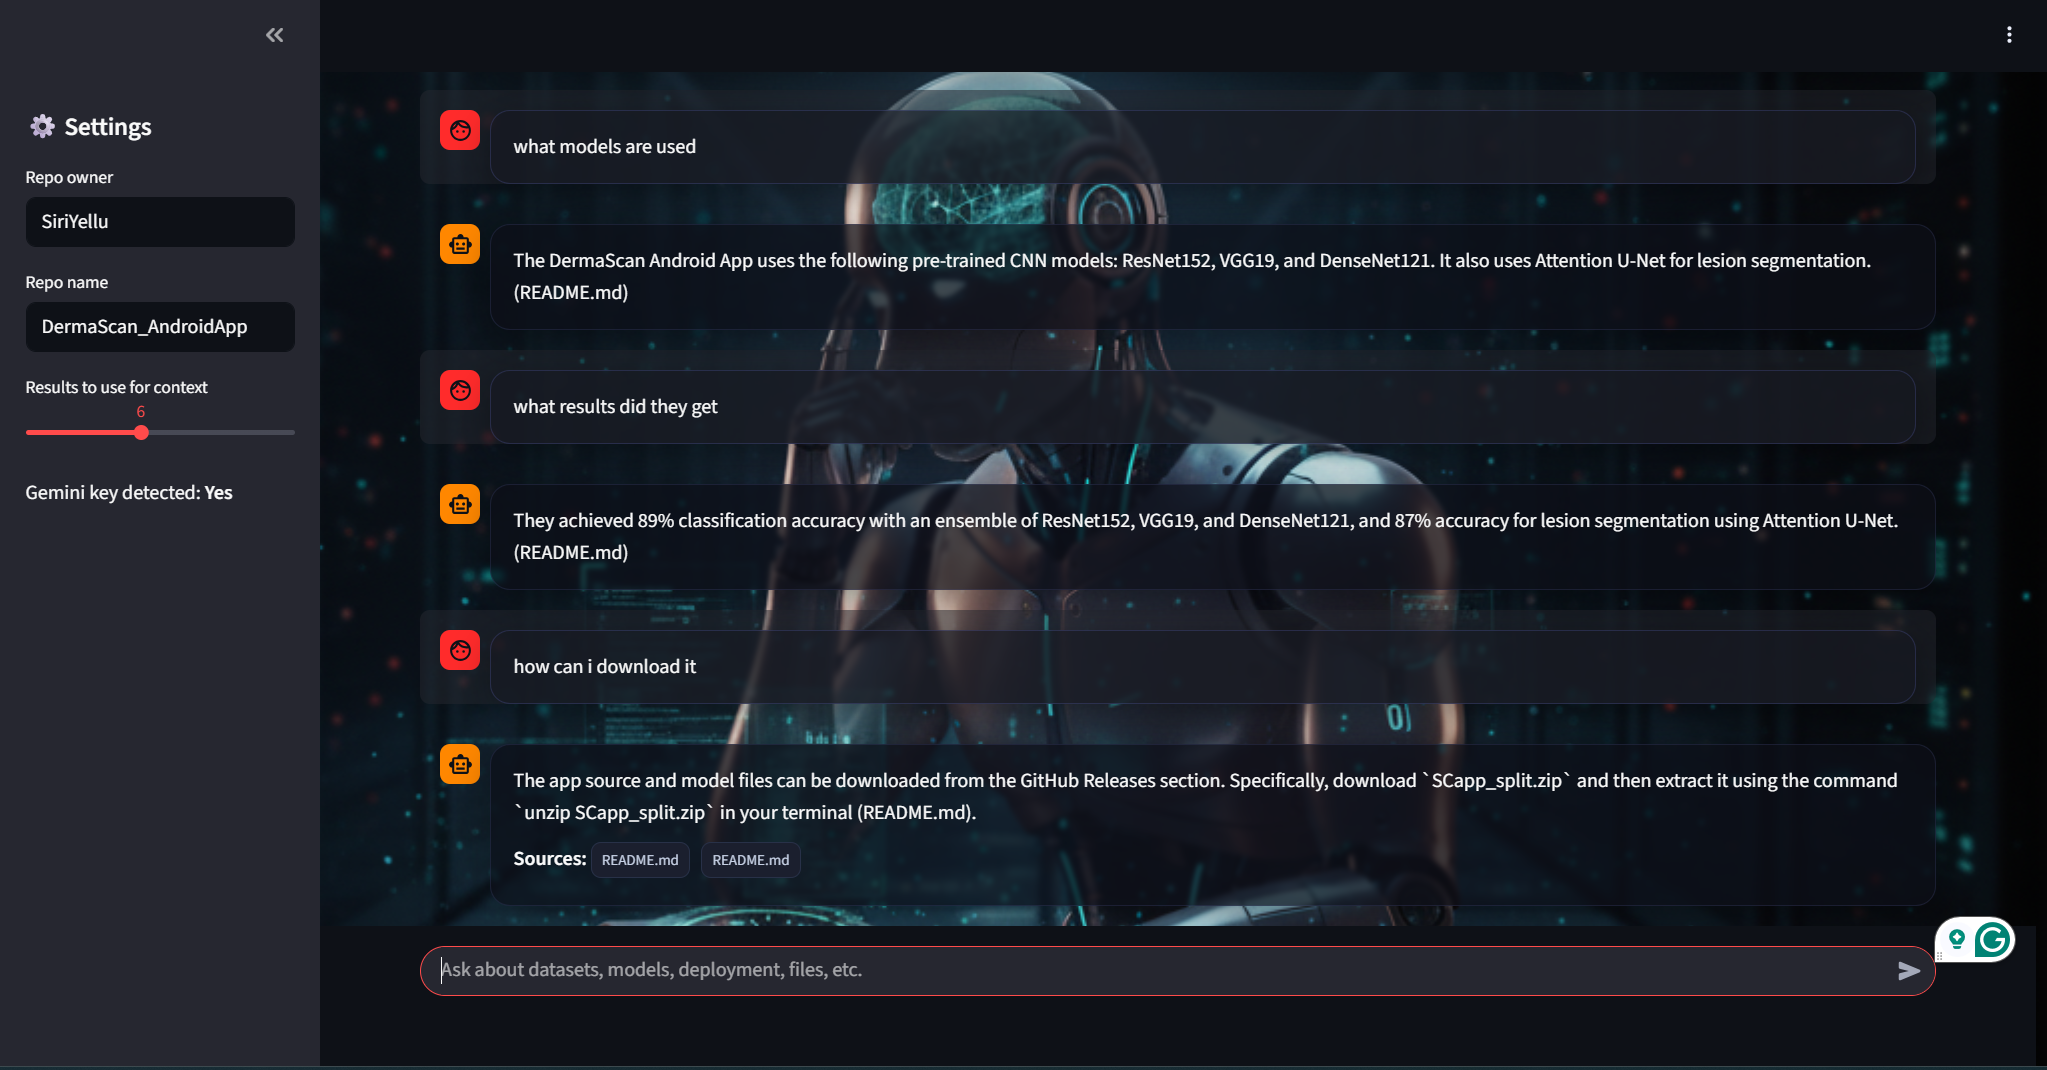 Settings
Repo owner
SiriYellu
Repo name
DermaScan_AndroidApp
Results to use for context
6
Gemini key detected: Yes
what models are used
The DermaScan Android App uses the following pre-trained CNN models: ResNet152, VGG19, and DenseNet121. It also uses Attention U-Net for lesion segmentation.
(README.md)
what results did they get
They achieved 89% classification accuracy with an ensemble of ResNet152, VGG19, and DenseNet121, and 87% accuracy for lesion segmentation using Attention U-Net.
(README.md)
how can i download it
The app source and model files can be downloaded from the GitHub Releases section. Specifically, download `SCapp_split.zip` and then extract it using the command
`unzip SCapp_split.zip` in your terminal (README.md).
Sources: README.md README.md
Ask about datasets, models, deployment, files, etc.